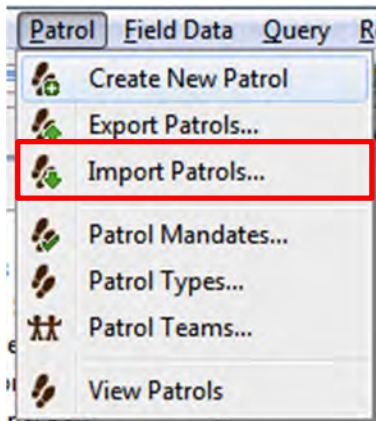 Patrol Field Data Query R
Create New Patrol
Export Patrols...
Import Patrols...
Patrol Mandates...
Patrol Types...
Patrol Teams...
View Patrols